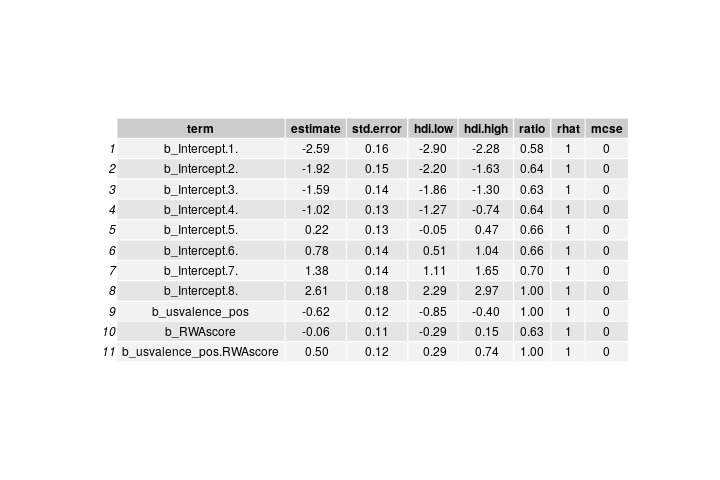 term estimate std.error hdi.low hdi.high ratio rhat mcse
1 b_Intercept.1. -2.59 0.16 -2.90 -2.28 0.58 1 0
2 b_Intercept.2. -1.92 0.15 -2.20 -1.63 0.64 1 0
3 b_Intercept.3. -1.59 0.14 -1.86 -1.30 0.63 1 0
4 b_Intercept.4. -1.02 0.13 -1.27 -0.74 0.64 1 0
5 b_Intercept.5. 0.22 0.13 -0.05 0.47 0.66 1 0
6 b_Intercept.6. 0.78 0.14 0.51 1.04 0.66 1 0
7 b_Intercept.7. 1.38 0.14 1.11 1.65 0.70 1 0
8 b_Intercept.8. 2.61 0.18 2.29 2.97 1.00 1 0
9 b_usvalence_pos -0.62 0.12 -0.85 -0.40 1.00 1 0
10 b_RWAscore -0.06 0.11 -0.29 0.15 0.63 1 0
11 b_usvalence_pos.RWAscore 0.50 0.12 0.29 0.74 1.00 1 0